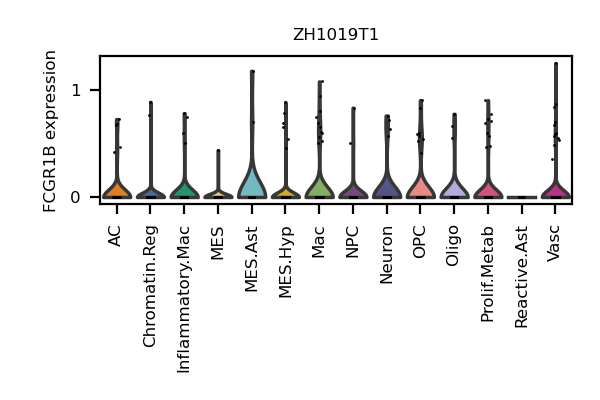 ZH1019T1
FCGR1B expression
1
0
AC
Chromatin.Reg
Inflammatory.Mac
MES
MES.Ast
MES.Hyp
Mac
NPC
Neuron
OPC
Oligo
Prolif.Metab
Reactive.Ast
Vasc